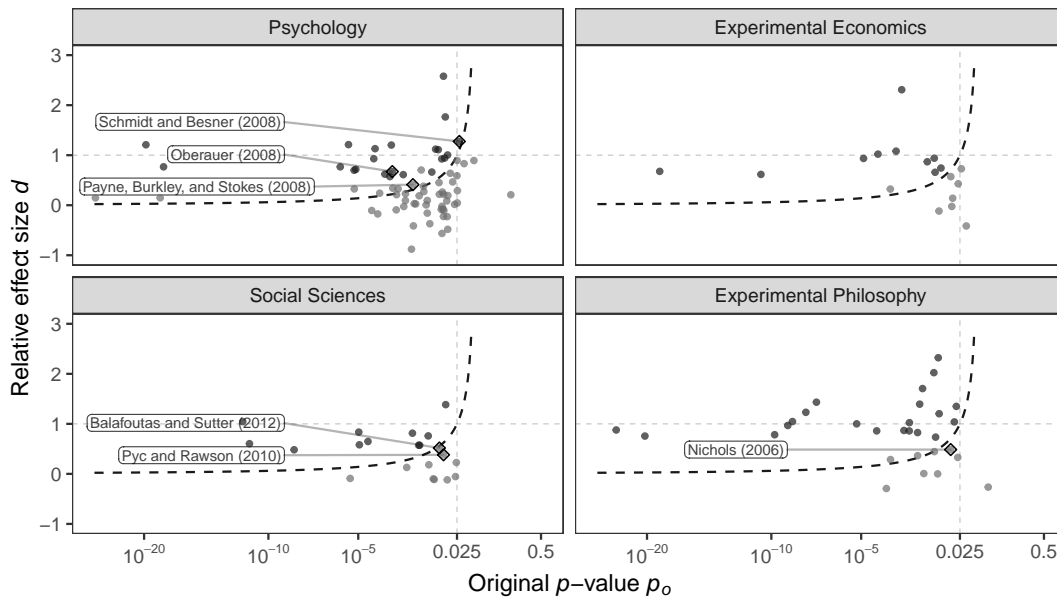 Psychology
Experimental Economics
3
2
1
0
−1
Schmidt and Besner (2008)
Oberauer (2008)
Payne, Burkley, and Stokes (2008)
Relative effect size d
Social Sciences
Experimental Philosophy
3
2
1
0
−1
Balafoutas and Sutter (2012)
Pyc and Rawson (2010)
Nichols (2006)
10⁻²⁰
10⁻¹⁰
10⁻⁵
0.025
0.5
10⁻²⁰
10⁻¹⁰
10⁻⁵
0.025
0.5
Original p−value pₒ